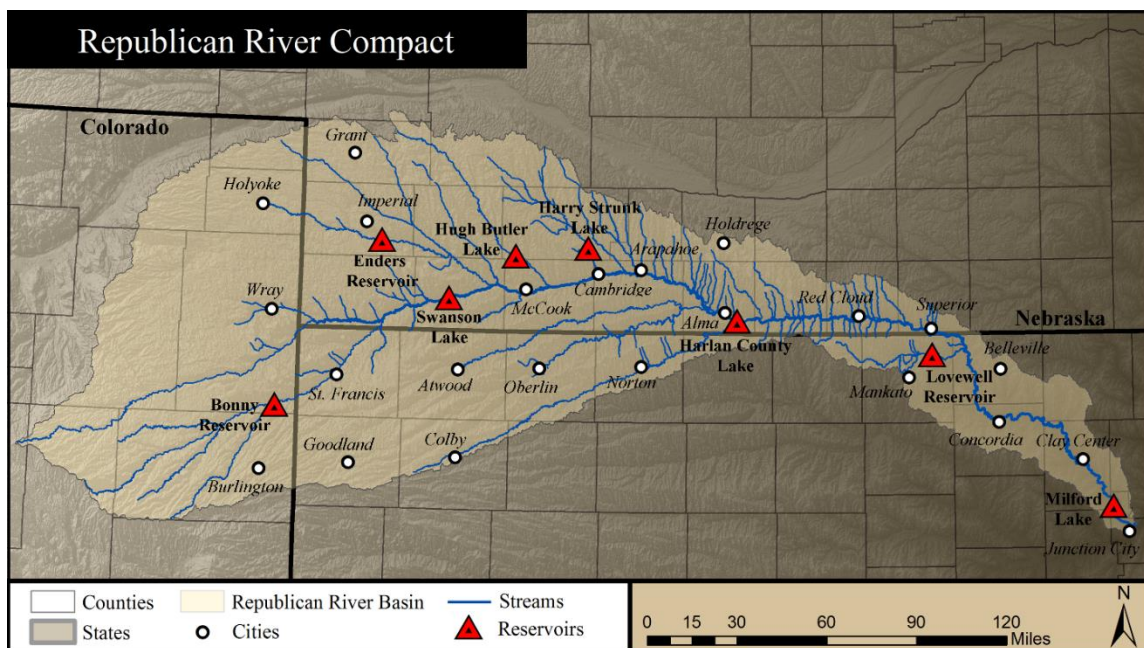 Republican River Compact
Colorado
Grant
Holyoke
Imperial
Harry Strunk
Lake
Holdrege
Hugh Butler
Lake
Arapahoe
Enders
Reservoir
Wray
Swanson
Lake
McCook
Cambridge
Alma
Red Cloud
Superior
Nebraska
Harlan County
Lake
Belleville
St. Francis
Atwood
Oberlin
Norton
Mankato
Lovewell
Reservoir
Bonny
Reservoir
Goodland
Colby
Concordia
Clay Center
Burlington
Milford
Lake
Junction City
Counties
Republican River Basin
Streams
States
Cities
Reservoirs
0 15 30 60 90 120
Miles
N